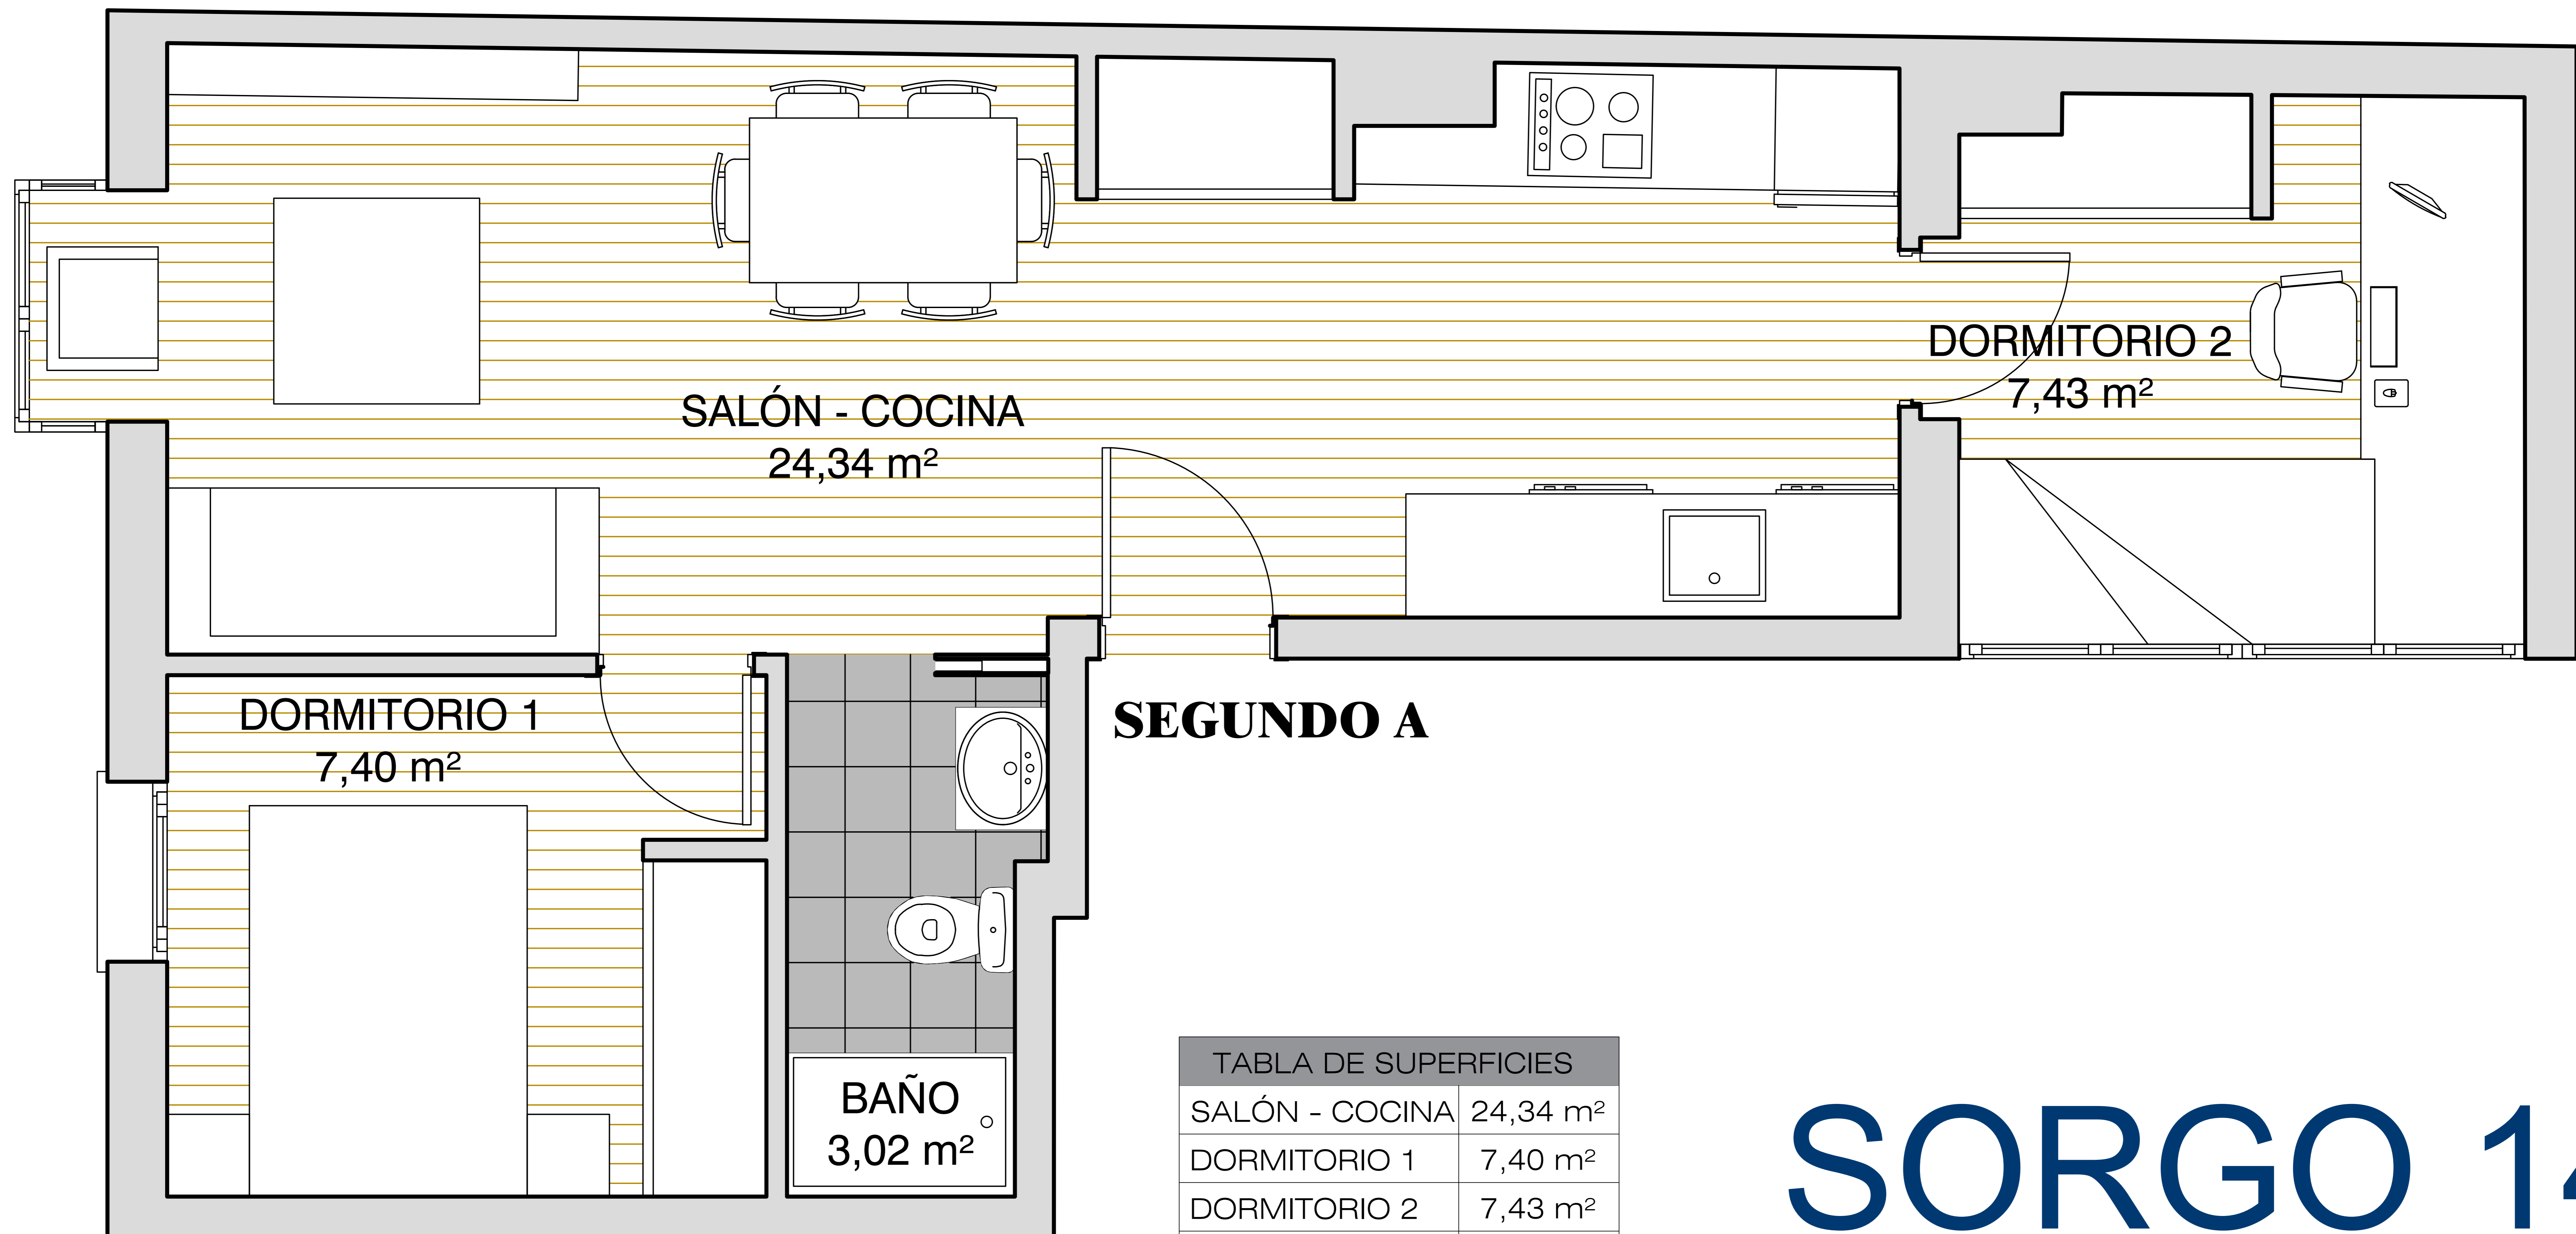 DORMITORIO 2
7,43 m²
SALÓN - COCINA
24,34 m²
DORMITORIO 1
7,40 m²
SEGUNDO A
BAÑO
3,02 m²
TABLA DE SUPERFICIES
SALÓN - COCINA 24,34 m²
DORMITORIO 1 7,40 m²
DORMITORIO 2 7,43 m²
SORGO 14